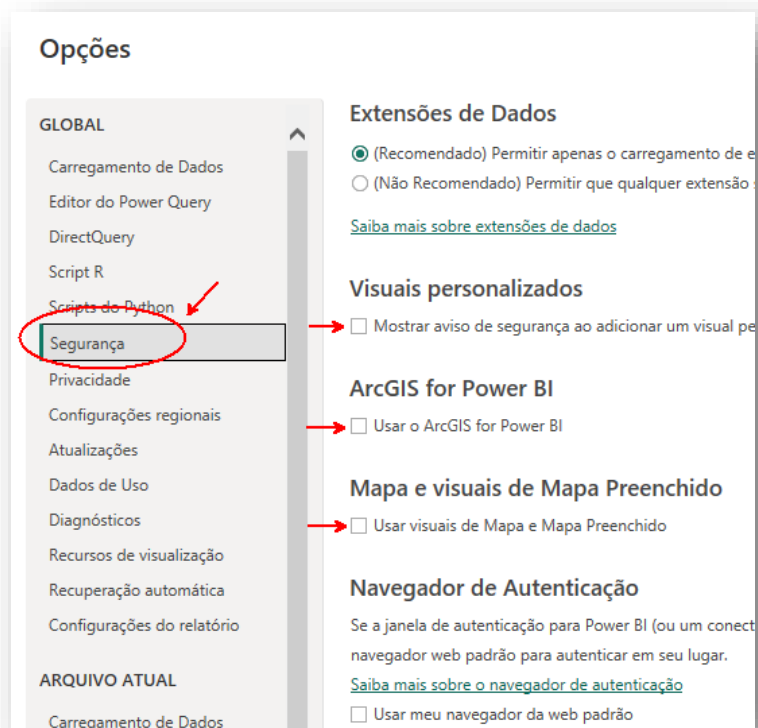 Opções
GLOBAL
Carregamento de Dados
Editor do Power Query
DirectQuery
Script R
Scripts do Python
Segurança
Privacidade
Configurações regionais
Atualizações
Dados de Uso
Diagnósticos
Recursos de visualização
Recuperação automática
Configurações do relatório
ARQUIVO ATUAL
Carregamento de Dados
Extensões de Dados
(Recomendado) Permitir apenas o carregamento de e
(Não Recomendado) Permitir que qualquer extensão
Saiba mais sobre extensões de dados
Visuais personalizados
Mostrar aviso de segurança ao adicionar um visual pe
ArcGIS for Power BI
Usar o ArcGIS for Power BI
Mapa e visuais de Mapa Preenchido
Usar visuais de Mapa e Mapa Preenchido
Navegador de Autenticação
Se a janela de autenticação para Power BI (ou um conect
navegador web padrão para autenticar em seu lugar.
Saiba mais sobre o navegador de autenticação
Usar meu navegador da web padrão